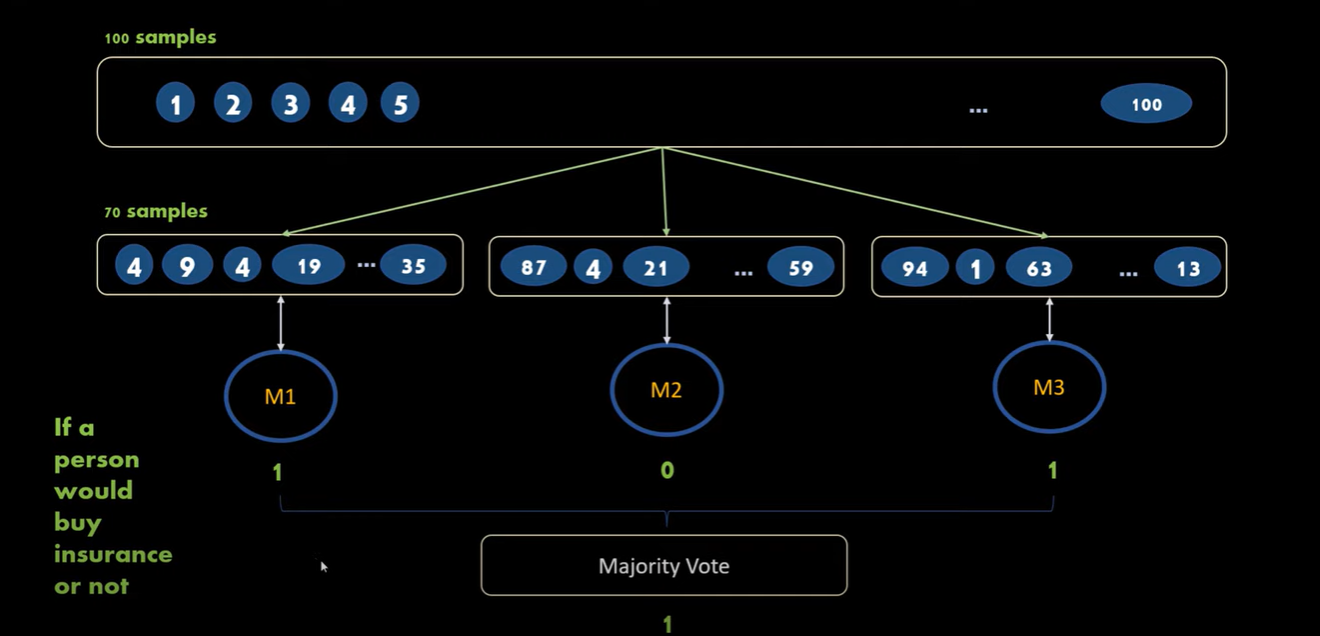 100 samples
1 2 3 4 5 ... 100
70 samples
4 9 4 19 ... 35
87 4 21 ... 59
94 1 63 ... 13
M1
M2
M3
If a
person
would
buy
insurance
or not
1
0
1
Majority Vote
1